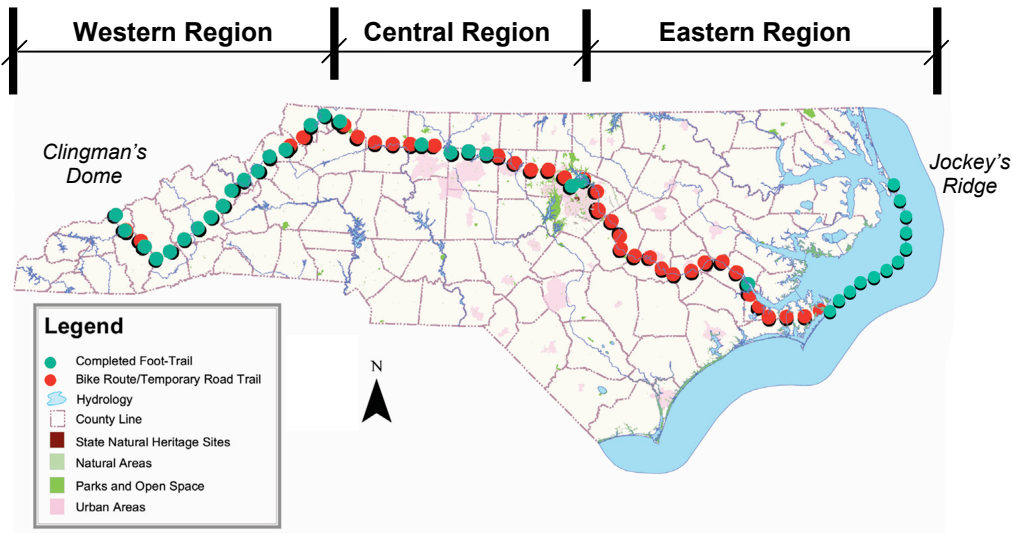 Western Region
Central Region
Eastern Region
Clingman's
Dome
Jockey's
Ridge
N
Legend
Completed Foot-Trail
Bike Route/Temporary Road Trail
Hydrology
County Line
State Natural Heritage Sites
Natural Areas
Parks and Open Space
Urban Areas